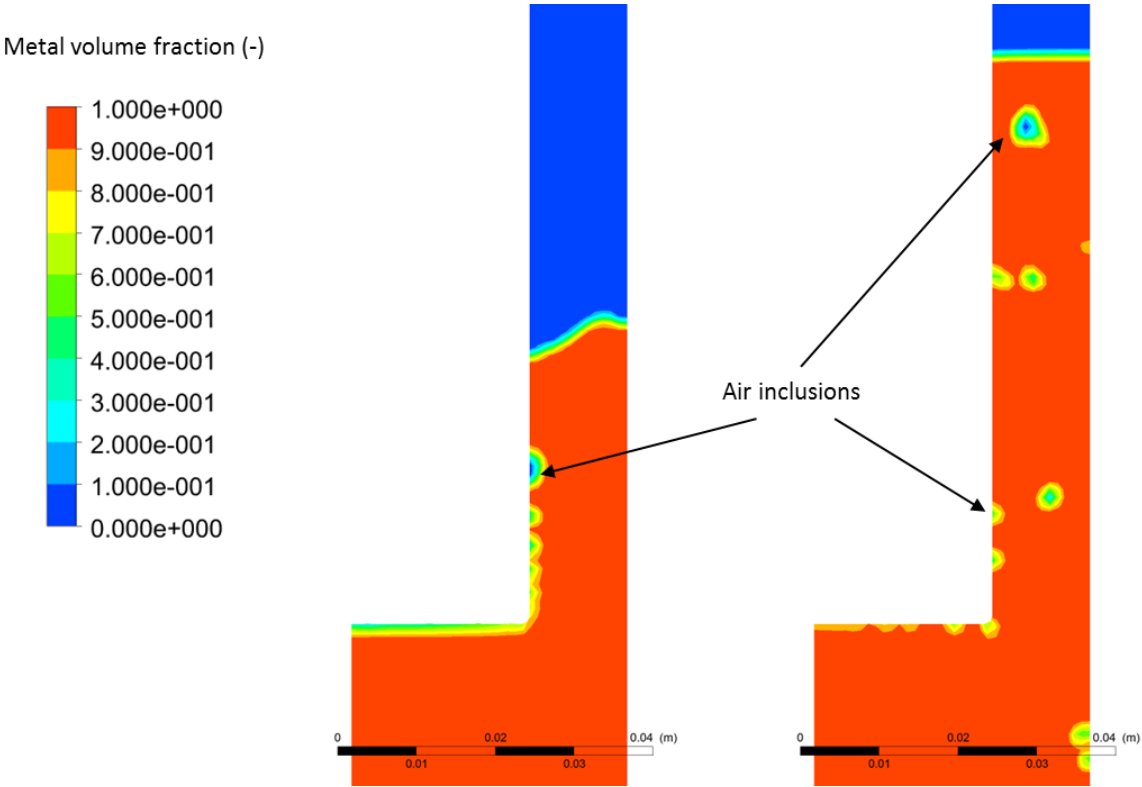 Metal volume fraction (-)
1.000e+000
9.000e-001
8.000e-001
7.000e-001
6.000e-001
5.000e-001
4.000e-001
3.000e-001
2.000e-001
1.000e-001
0.000e+000
Air inclusions
0 0.02 0.04 (m)
0.01 0.03
0 0.02 0.04 (m)
0.01 0.03